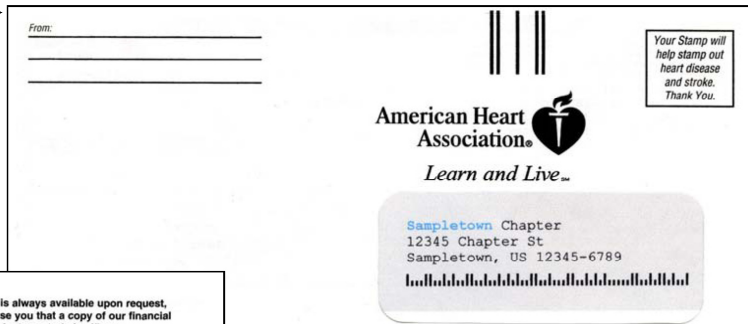 From:
Your Stamp will
help stamp out
heart disease
and stroke.
Thank You.
American Heart
Association®
Learn and Live℠
Sampletown Chapter
12345 Chapter St
Sampletown, US 12345-6789
is always available upon request,
se you that a copy of our financial